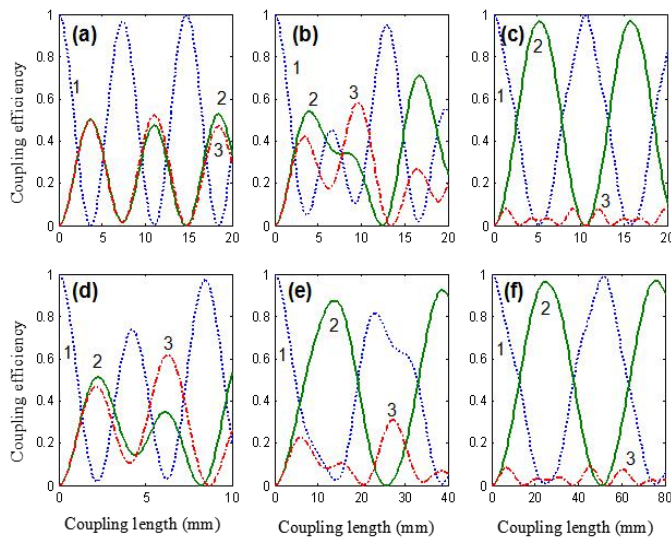 (a)
(b)
(c)
Coupling efficiency
1
0.8
0.6
0.4
0.2
0
1
2
3
1
2
3
1
2
3
0 5 10 15 20
0 5 10 15 20
0 5 10 15 20
(d)
(e)
(f)
Coupling efficiency
1
0.8
0.6
0.4
0.2
0
1
2
3
1
2
3
1
2
3
0 5 10
0 10 20 30 40
0 20 40 60 80
Coupling length (mm)
Coupling length (mm)
Coupling length (mm)